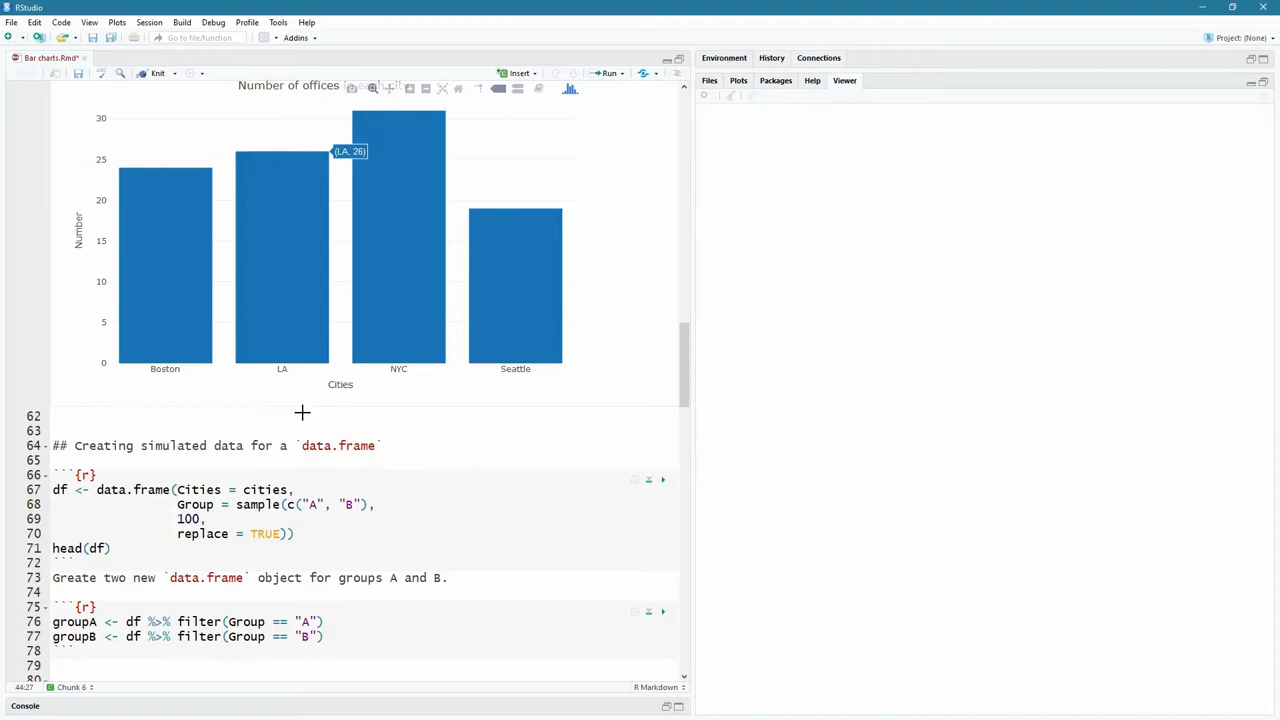 RStudio
File Edit Code View Plots Session Build Debug Profile Tools Help
Go to file/function Addins Project: (None)
Bar charts.Rmd*
Knit Insert Run
Number of offices in each city
30
25
20
15
10
5
0
Number
(LA, 26)
Boston LA NYC Seattle
Cities
62
63
64 ## Creating simulated data for a `data.frame`
65
66 ```{r}
67 df <- data.frame(Cities = cities,
68 Group = sample(c("A", "B"),
69 100,
70 replace = TRUE))
71 head(df)
72 ```
73 Greate two new `data.frame` object for groups A and B.
74
75 ```{r}
76 groupA <- df %>% filter(Group == "A")
77 groupB <- df %>% filter(Group == "B")
78 ```
79
80
44:27 Chunk 6 R Markdown
Console
Environment History Connections
Files Plots Packages Help Viewer